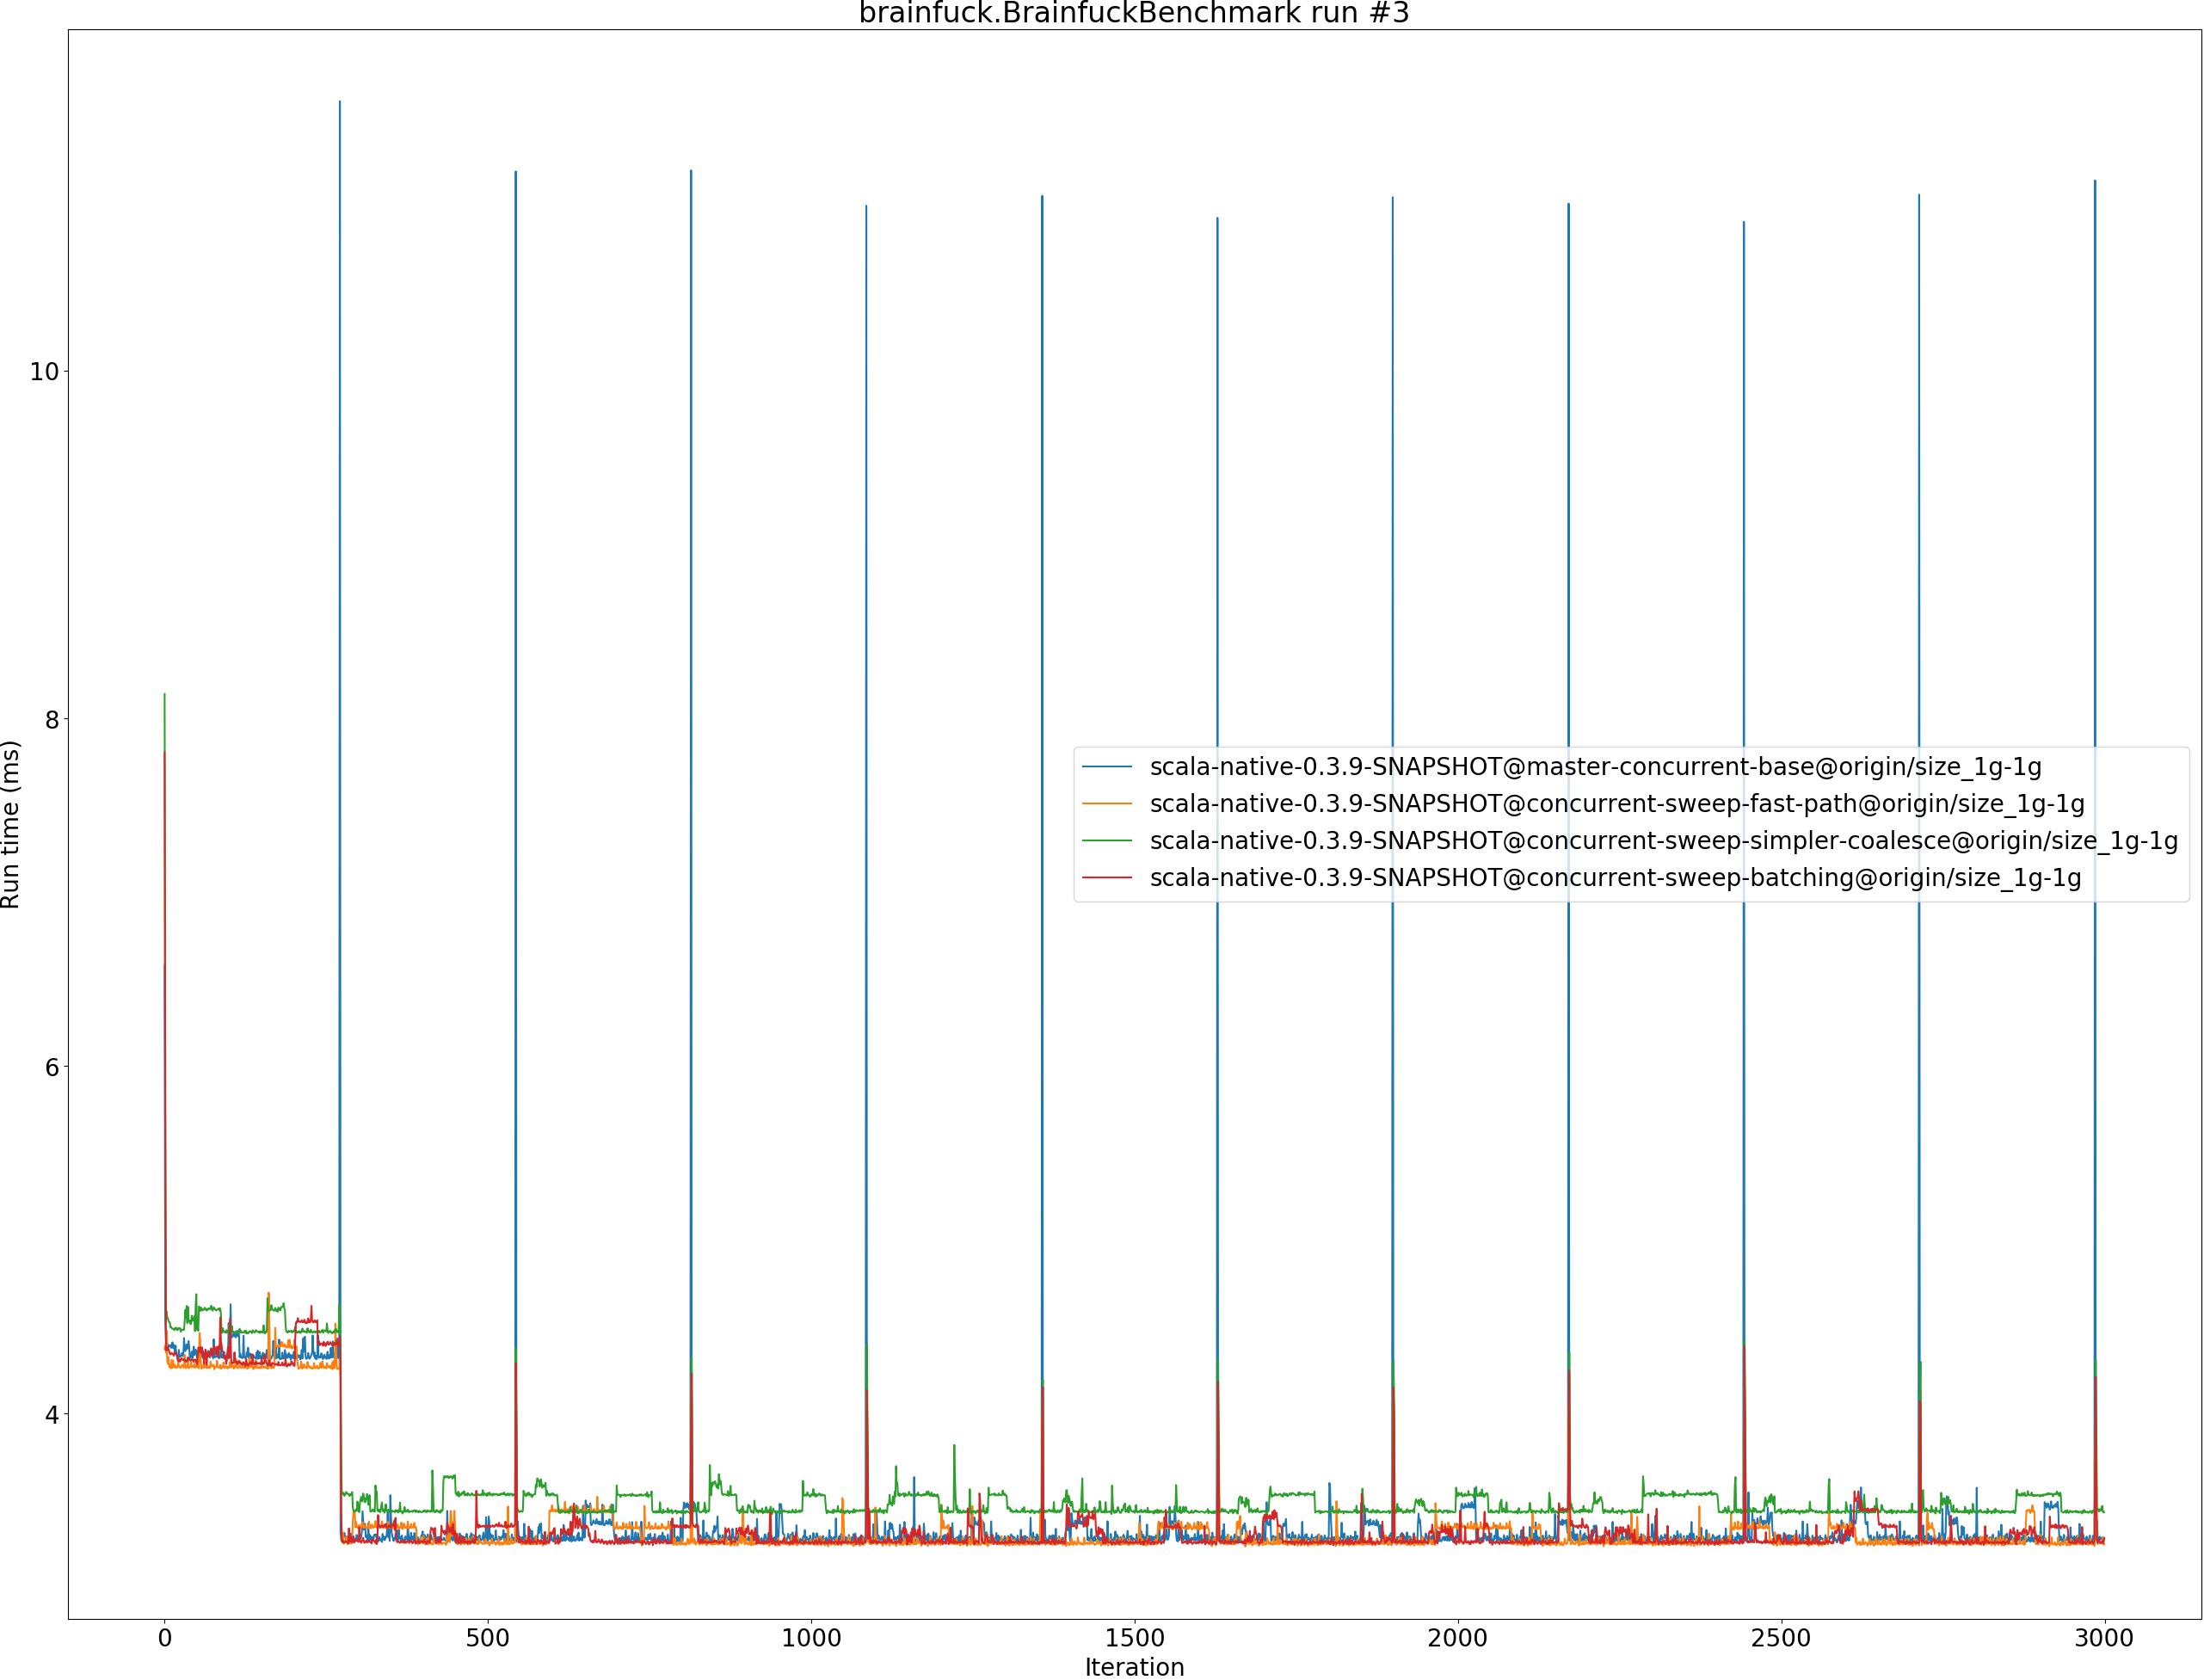 brainfuck.BrainfuckBenchmark run #3
Run time (ms)
10
8
6
4
scala-native-0.3.9-SNAPSHOT@master-concurrent-base@origin/size_1g-1g
scala-native-0.3.9-SNAPSHOT@concurrent-sweep-fast-path@origin/size_1g-1g
scala-native-0.3.9-SNAPSHOT@concurrent-sweep-simpler-coalesce@origin/size_1g-1g
scala-native-0.3.9-SNAPSHOT@concurrent-sweep-batching@origin/size_1g-1g
0 500 1000 1500 2000 2500 3000
Iteration